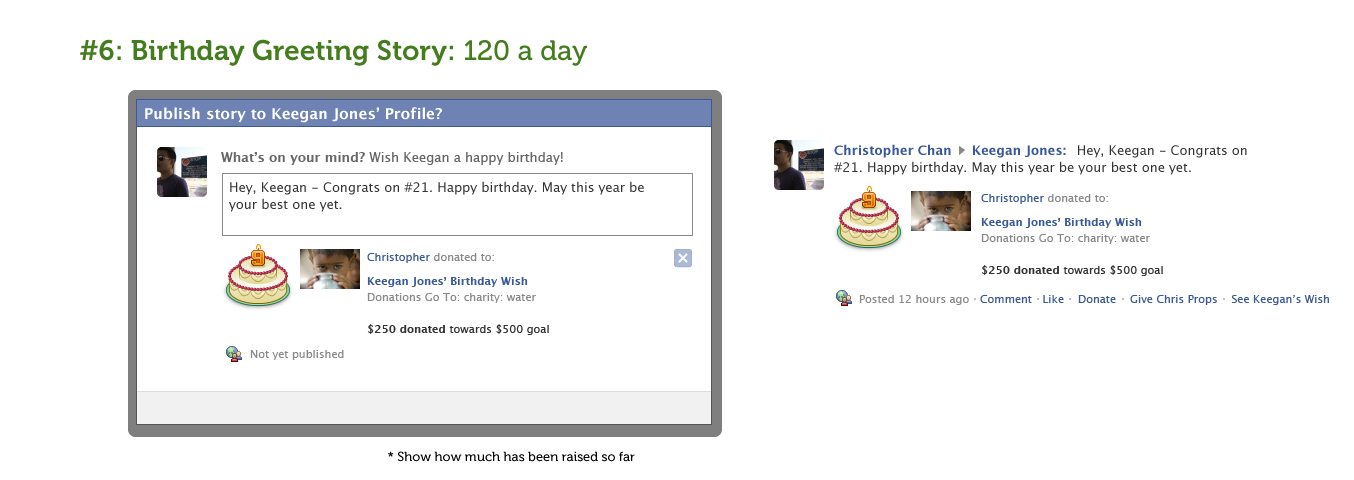 #6: Birthday Greeting Story: 120 a day
Publish story to Keegan Jones' Profile?
What's on your mind? Wish Keegan a happy birthday!
Hey, Keegan – Congrats on #21. Happy birthday. May this year be
your best one yet.
9
Christopher donated to:
Keegan Jones' Birthday Wish
Donations Go To: charity: water
$250 donated towards $500 goal
Not yet published
* Show how much has been raised so far
Christopher Chan Keegan Jones: Hey, Keegan – Congrats on
#21. Happy birthday. May this year be your best one yet.
9
Christopher donated to:
Keegan Jones' Birthday Wish
Donations Go To: charity: water
$250 donated towards $500 goal
Posted 12 hours ago · Comment · Like · Donate · Give Chris Props · See Keegan's Wish